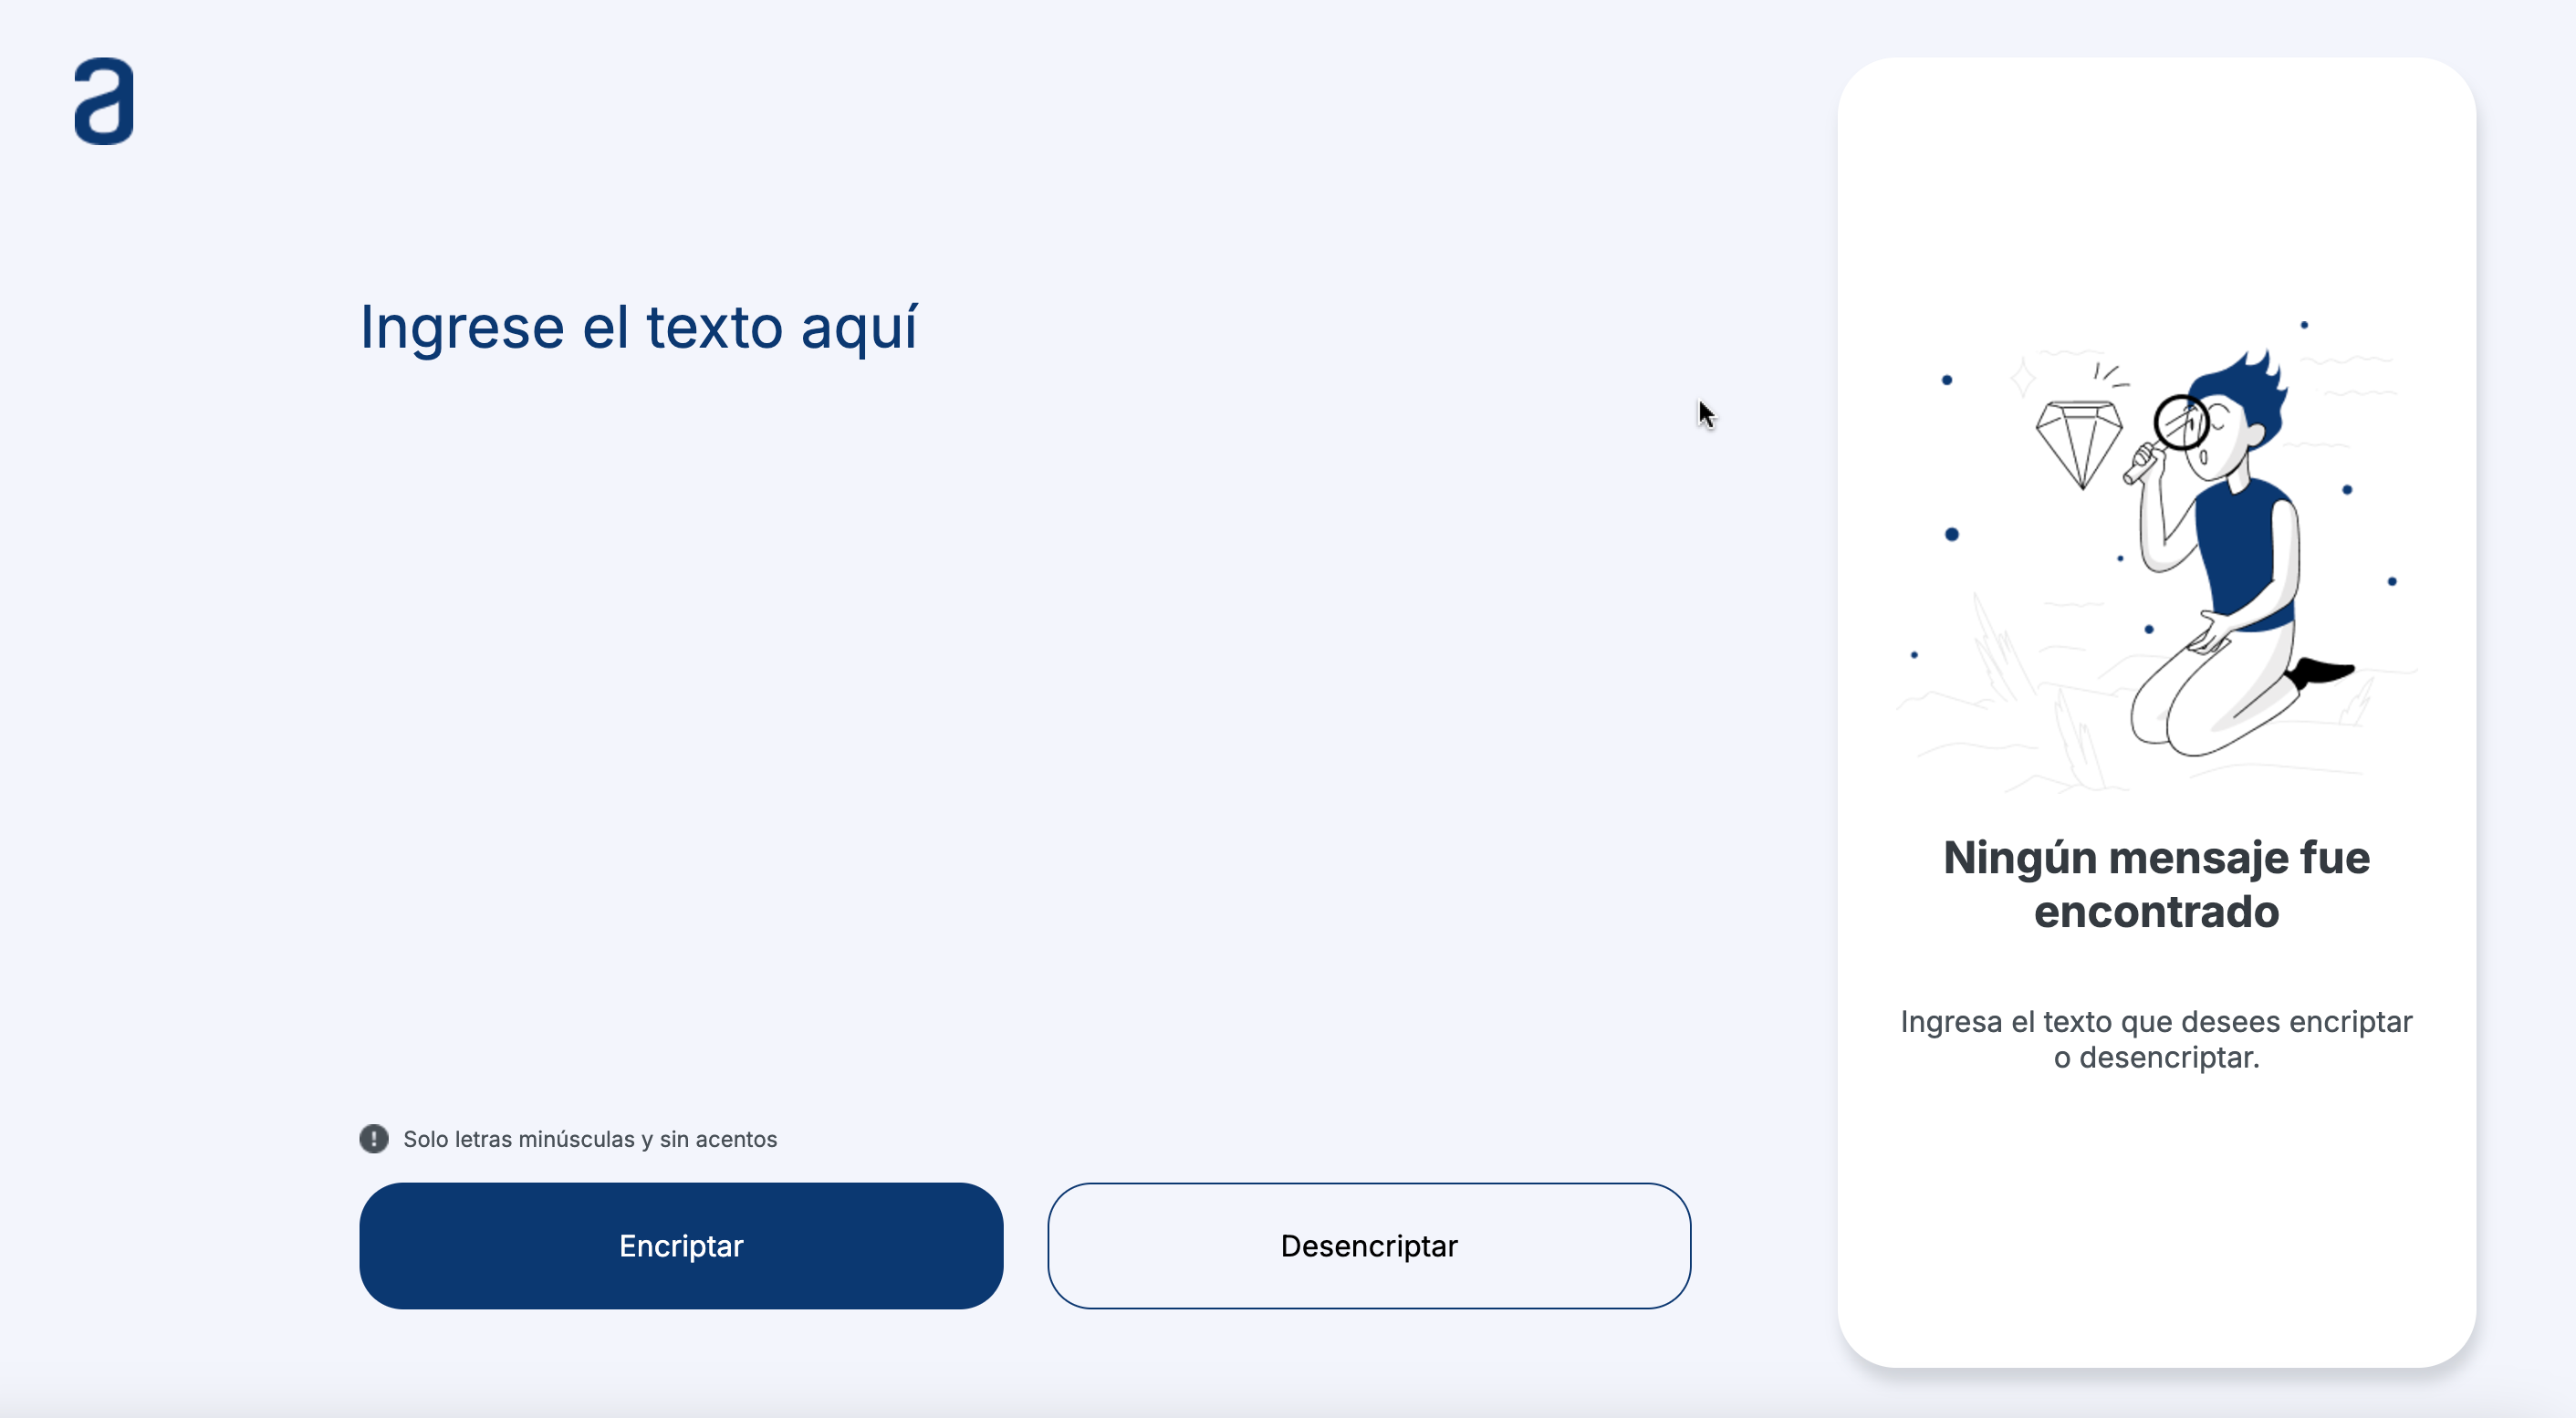 a
Ingrese el texto aquí
Solo letras minúsculas y sin acentos
Encriptar
Desencriptar
Ningún mensaje fue
encontrado
Ingresa el texto que desees encriptar
o desencriptar.